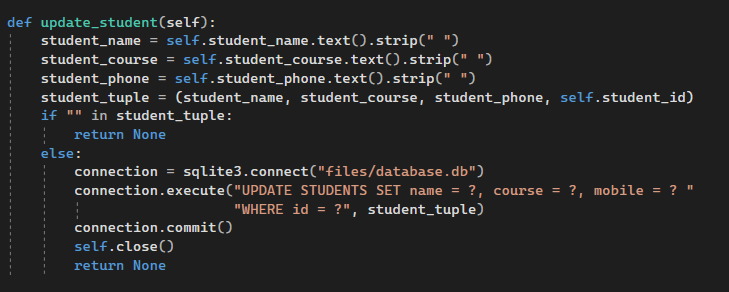 def update_student(self):
    student_name = self.student_name.text().strip(" ")
    student_course = self.student_course.text().strip(" ")
    student_phone = self.student_phone.text().strip(" ")
    student_tuple = (student_name, student_course, student_phone, self.student_id)
    if "" in student_tuple:
        return None
    else:
        connection = sqlite3.connect("files/database.db")
        connection.execute("UPDATE STUDENTS SET name = ?, course = ?, mobile = ? "
                           "WHERE id = ?", student_tuple)
        connection.commit()
        self.close()
        return None